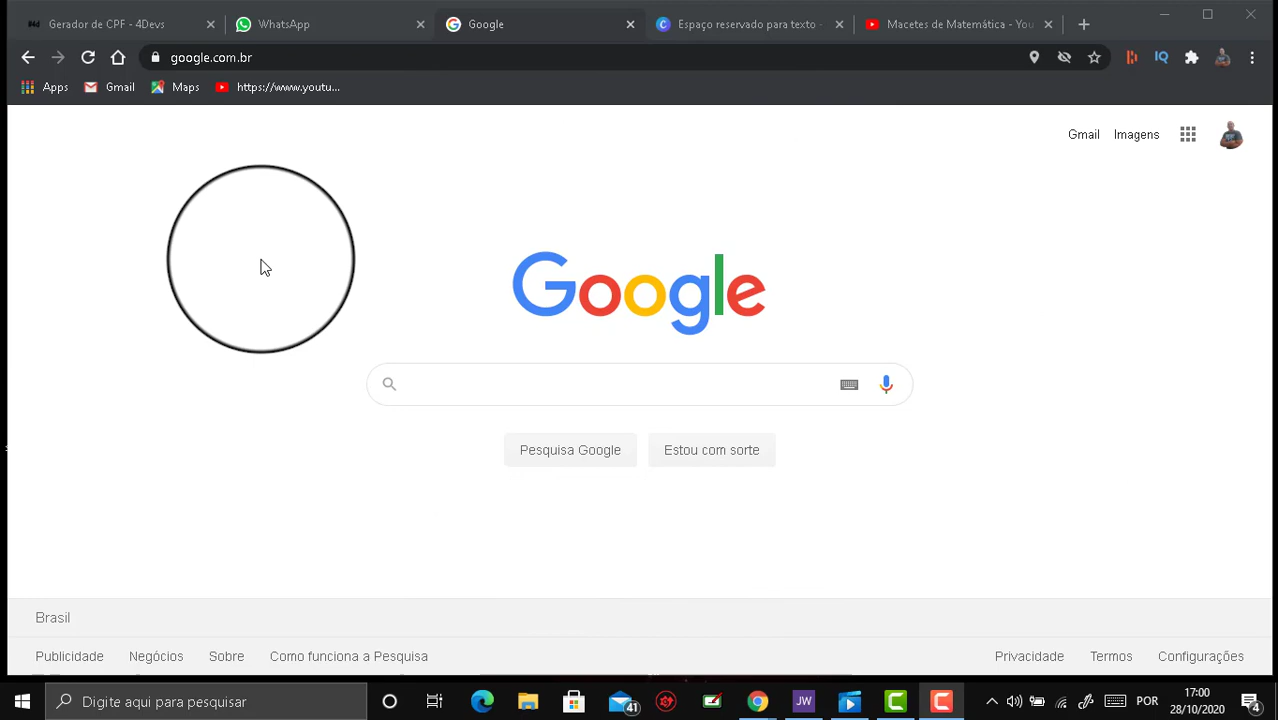 Gerador de CPF - 4Devs
WhatsApp
Google
Espaço reservado para texto -
Macetes de Matemática - You
google.com.br
IQ
Apps
Gmail
Maps
https://www.youtu...
Gmail
Imagens
Google
Pesquisa Google
Estou com sorte
Brasil
Publicidade
Negócios
Sobre
Como funciona a Pesquisa
Privacidade
Termos
Configurações
Digite aqui para pesquisar
41
JW
POR
17:00
28/10/2020
4